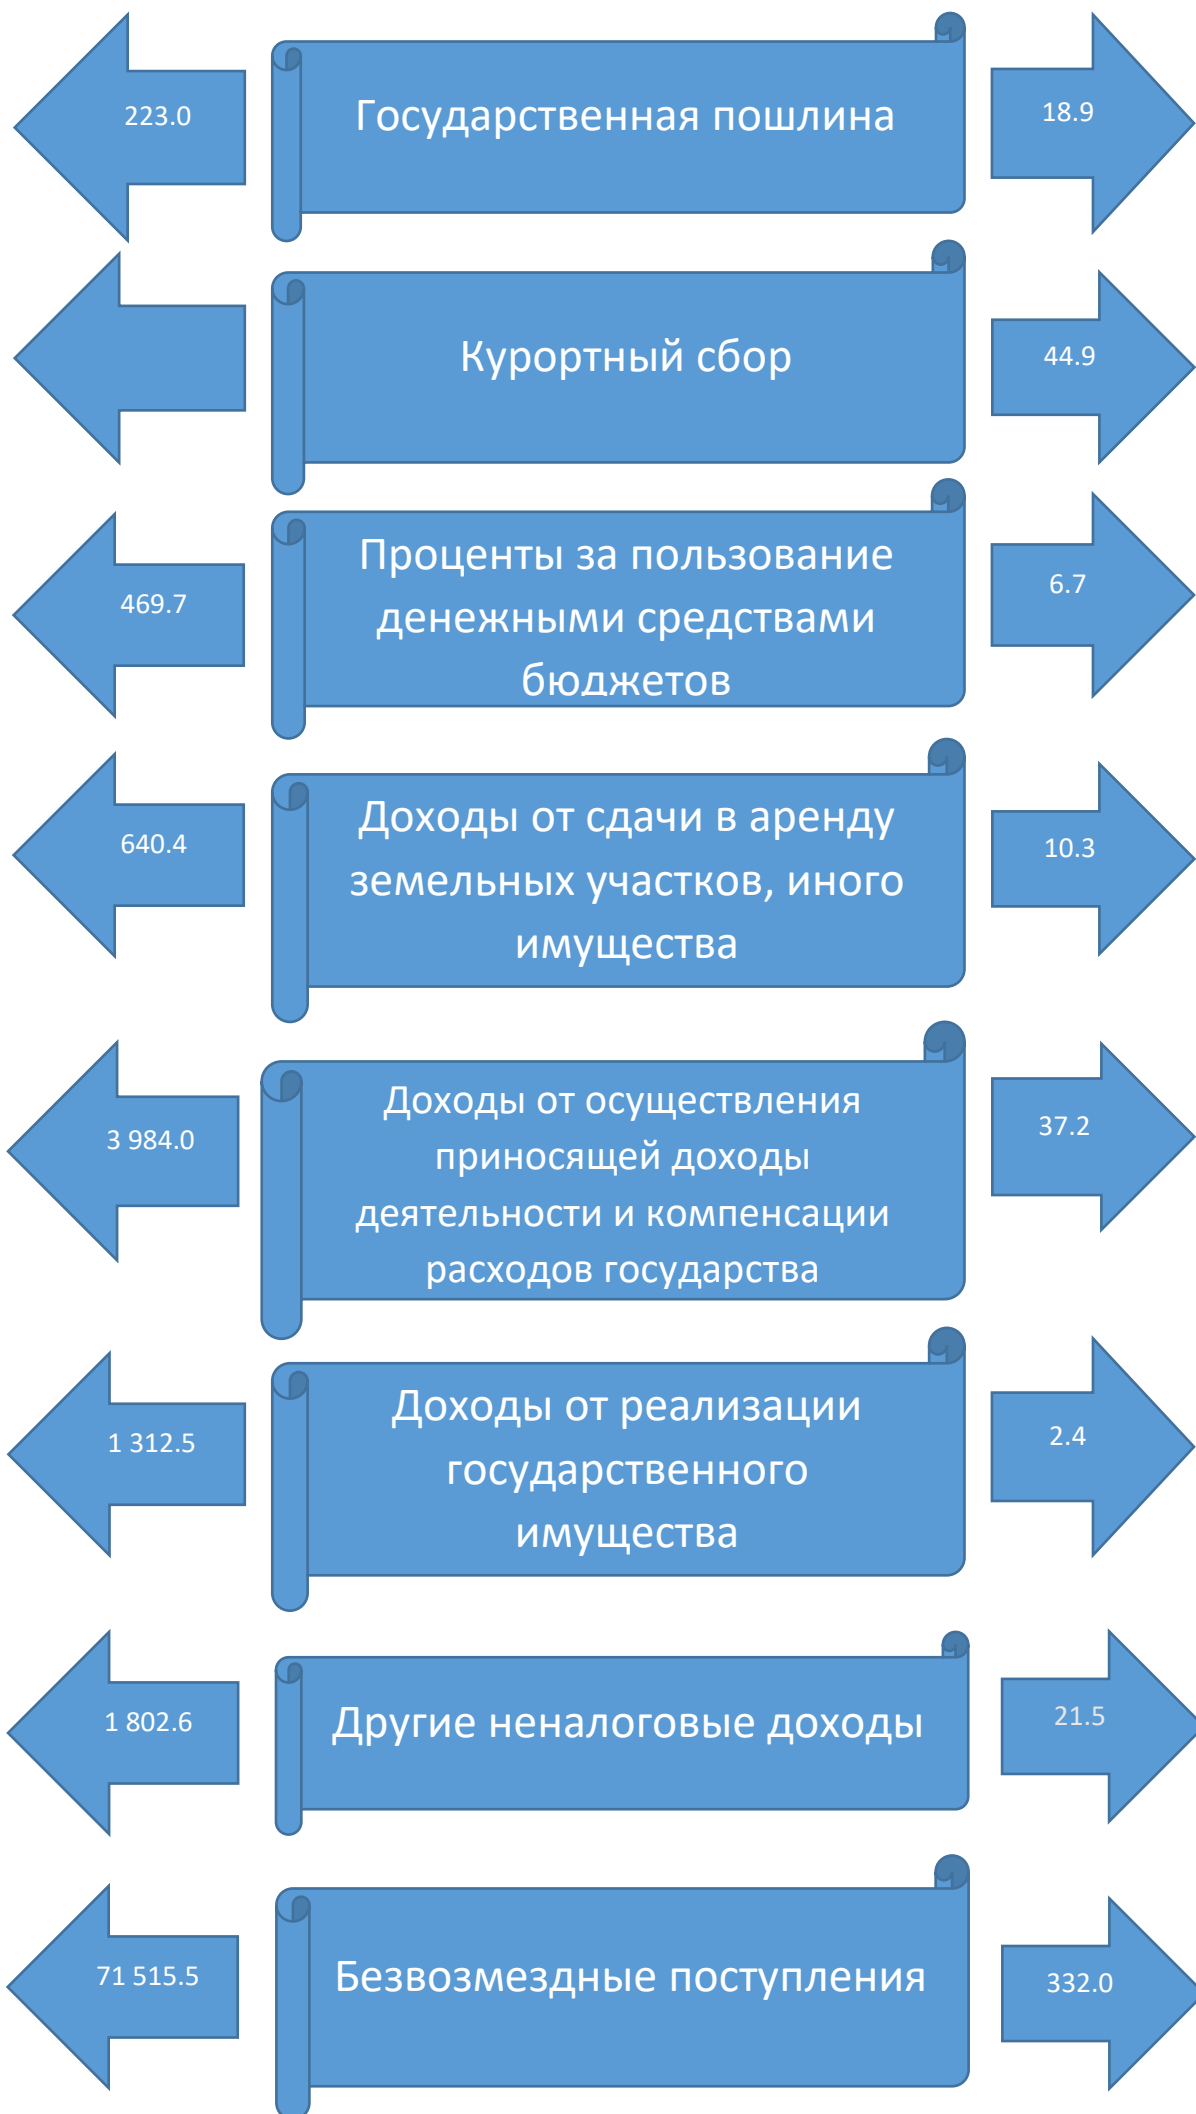 223.0
Государственная пошлина
18.9
Курортный сбор
44.9
469.7
Проценты за пользование
денежными средствами
бюджетов
6.7
640.4
Доходы от сдачи в аренду
земельных участков, иного
имущества
10.3
3 984.0
Доходы от осуществления
приносящей доходы
деятельности и компенсации
расходов государства
37.2
1 312.5
Доходы от реализации
государственного
имущества
2.4
1 802.6
Другие неналоговые доходы
21.5
71 515.5
Безвозмездные поступления
332.0